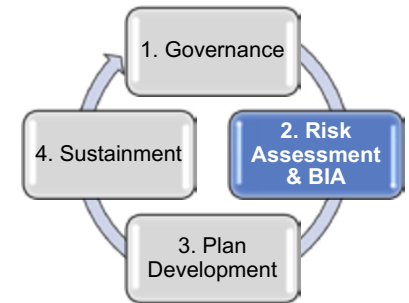 1. Governance
2. Risk
Assessment
& BIA
3. Plan
Development
4. Sustainment